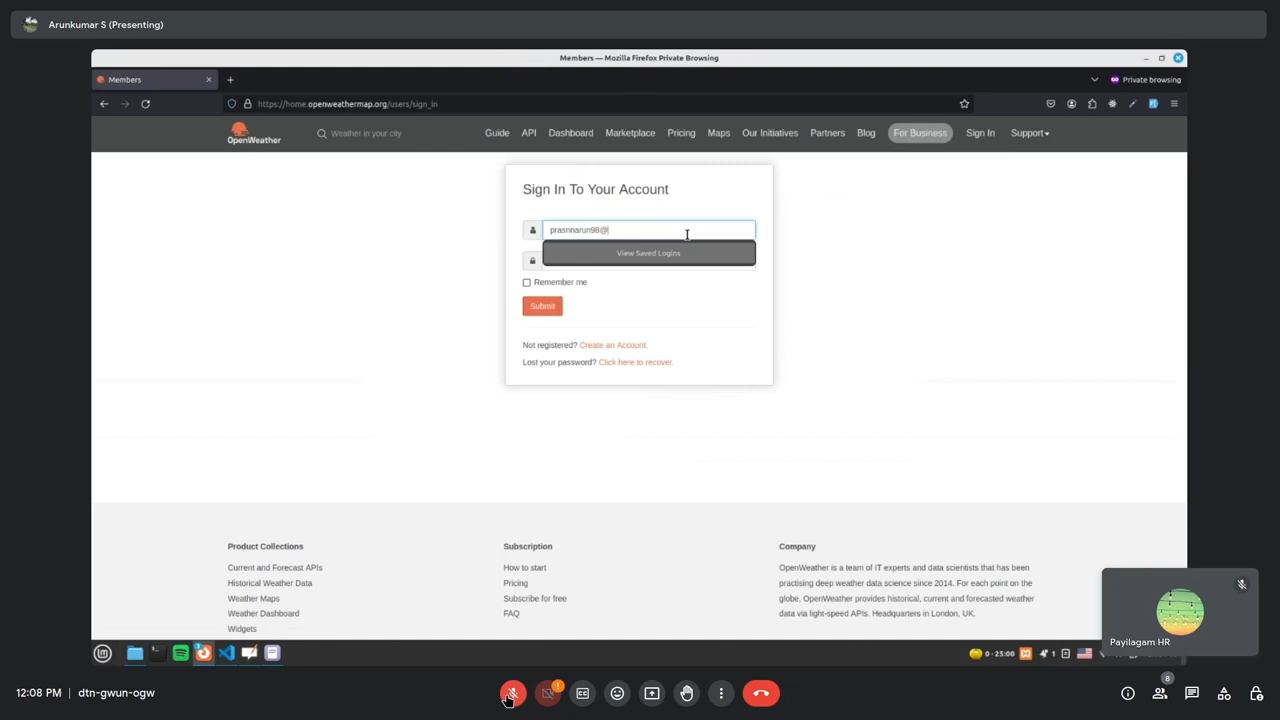 Arunkumar S (Presenting)
Members — Mozilla Firefox Private Browsing
Members
Private browsing
https://home.openweathermap.org/users/sign_in
OpenWeather
Weather in your city
Guide API Dashboard Marketplace Pricing Maps Our Initiatives Partners Blog For Business Sign In Support
Sign In To Your Account
prasnnarun98@
View Saved Logins
Remember me
Submit
Not registered? Create an Account.
Lost your password? Click here to recover.
Product Collections
Current and Forecast APIs
Historical Weather Data
Weather Maps
Weather Dashboard
Widgets
Subscription
How to start
Pricing
Subscribe for free
FAQ
Company
OpenWeather is a team of IT experts and data scientists that has been
practising deep weather data science since 2014. For each point on the
globe, OpenWeather provides historical, current and forecasted weather
data via light-speed APIs. Headquarters in London, UK.
Payilagam HR
0 · 25:00
1
12:08 PM dtn-gwun-ogw
8